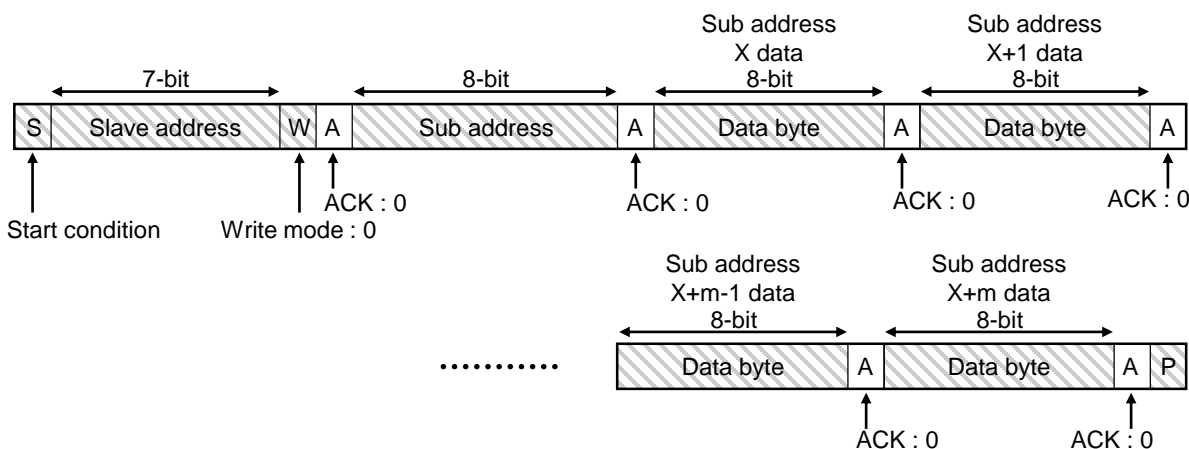 Sub address Sub address
X data X+1 data
7-bit 8-bit 8-bit 8-bit
S Slave address W A Sub address A Data byte A Data byte A
ACK : 0 ACK : 0 ACK : 0 ACK : 0
Start condition Write mode : 0
Sub address Sub address
X+m-1 data X+m data
8-bit 8-bit
........... Data byte A Data byte A P
ACK : 0 ACK : 0